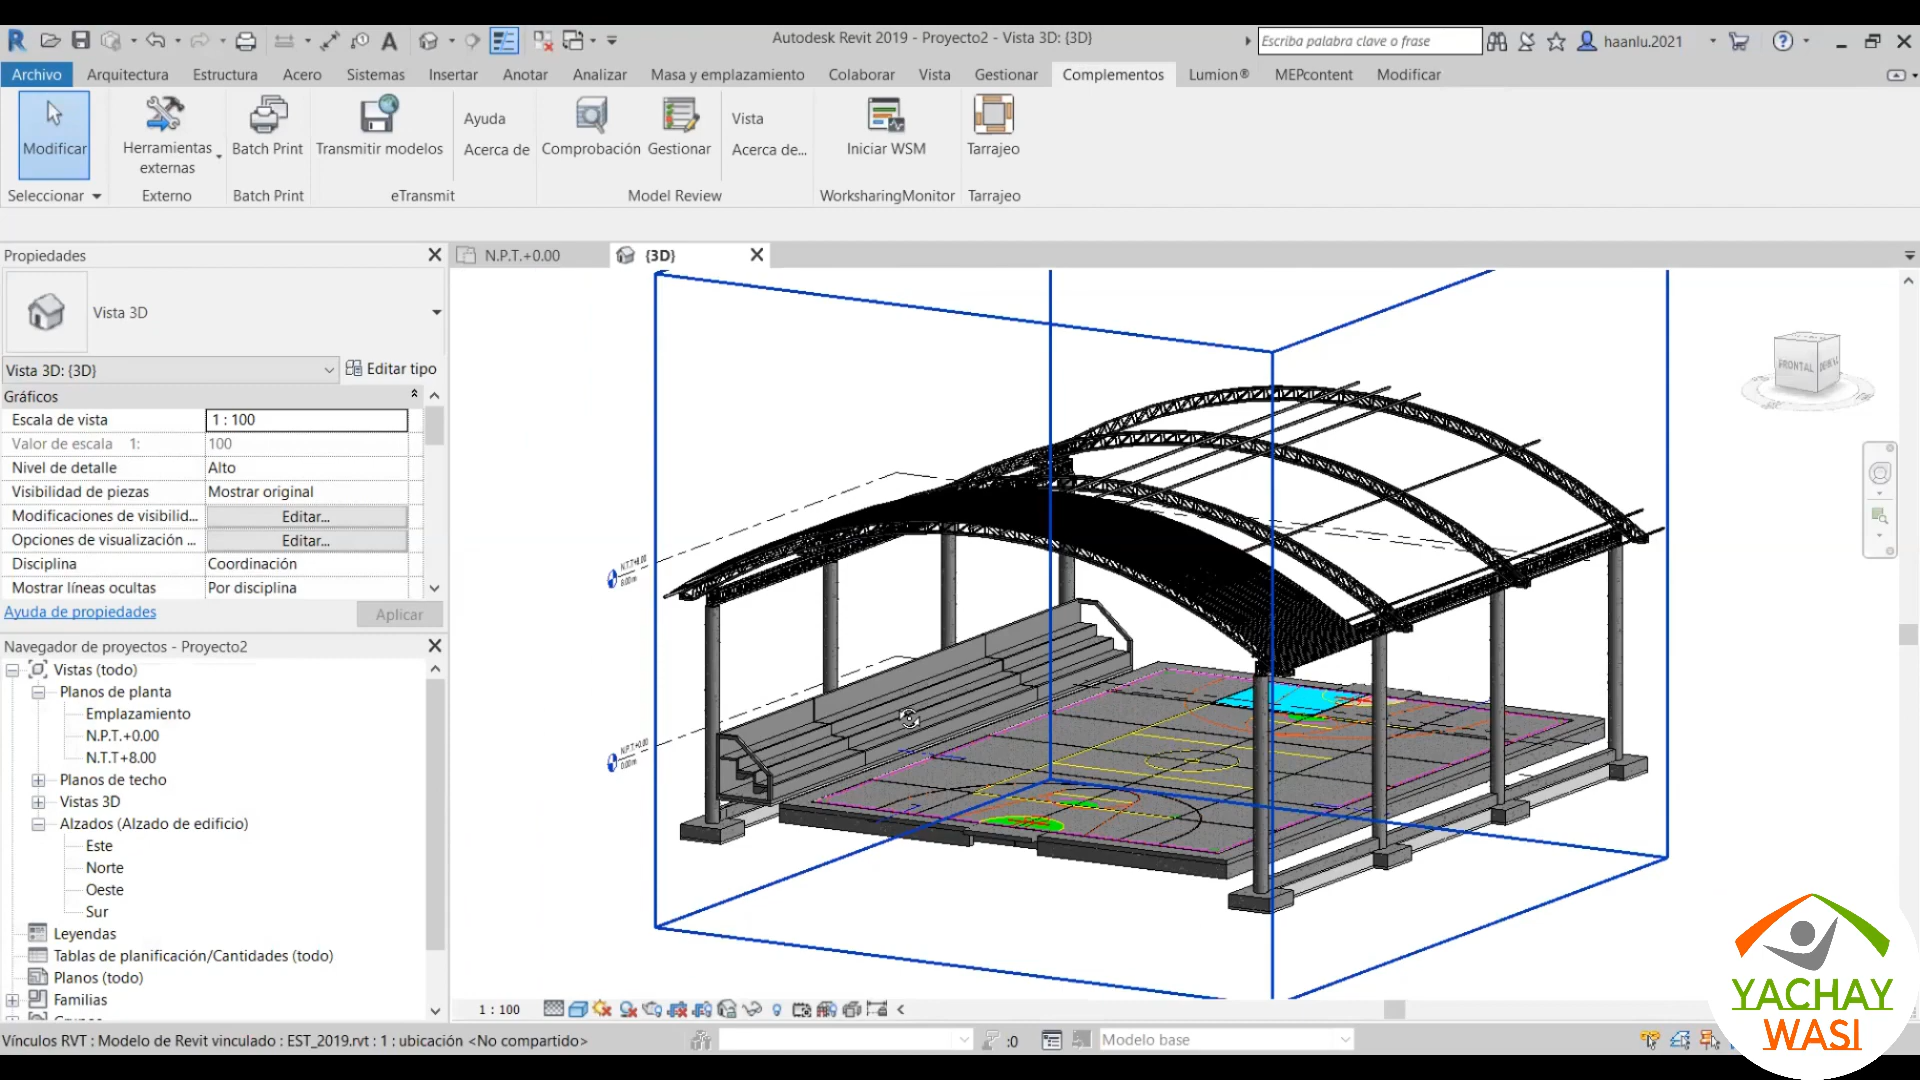 Autodesk Revit 2019 - Proyecto2 - Vista 3D: {3D}
Escriba palabra clave o frase
haanlu.2021
Archivo Arquitectura Estructura Acero Sistemas Insertar Anotar Analizar Masa y emplazamiento Colaborar Vista Gestionar Complementos Lumion® MEPcontent Modificar
Modificar
Herramientas externas
Batch Print
Transmitir modelos
Ayuda
Acerca de
Comprobación
Gestionar
Vista
Acerca de...
Iniciar WSM
Tarrajeo
Seleccionar
Externo
Batch Print
eTransmit
Model Review
WorksharingMonitor
Tarrajeo
Propiedades
N.P.T.+0.00
{3D}
Vista 3D
Vista 3D: {3D}
Editar tipo
Gráficos
Escala de vista 1 : 100
Valor de escala 1: 100
Nivel de detalle Alto
Visibilidad de piezas Mostrar original
Modificaciones de visibilid... Editar...
Opciones de visualización ... Editar...
Disciplina Coordinación
Mostrar líneas ocultas Por disciplina
Ayuda de propiedades
Aplicar
Navegador de proyectos - Proyecto2
Vistas (todo)
Planos de planta
Emplazamiento
N.P.T.+0.00
N.T.T+8.00
Planos de techo
Vistas 3D
Alzados (Alzado de edificio)
Este
Norte
Oeste
Sur
Leyendas
Tablas de planificación/Cantidades (todo)
Planos (todo)
Familias
FRONTAL
N.T.T+8.00
8.00 m
N.P.T.+0.00
0.00 m
1 : 100
Vínculos RVT : Modelo de Revit vinculado : EST_2019.rvt : 1 : ubicación <No compartido>
:0
Modelo base
YACHAY
WASI